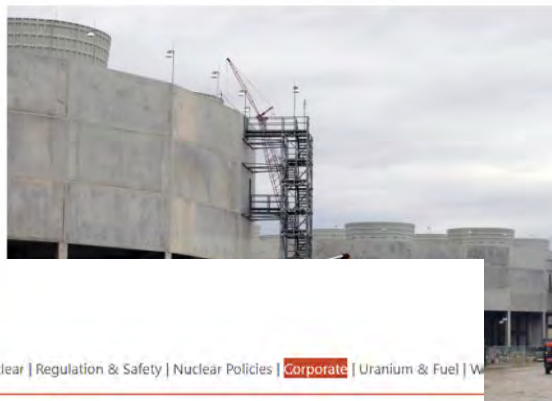 lear | Regulation & Safety | Nuclear Policies | Corporate | Uranium & Fuel | W